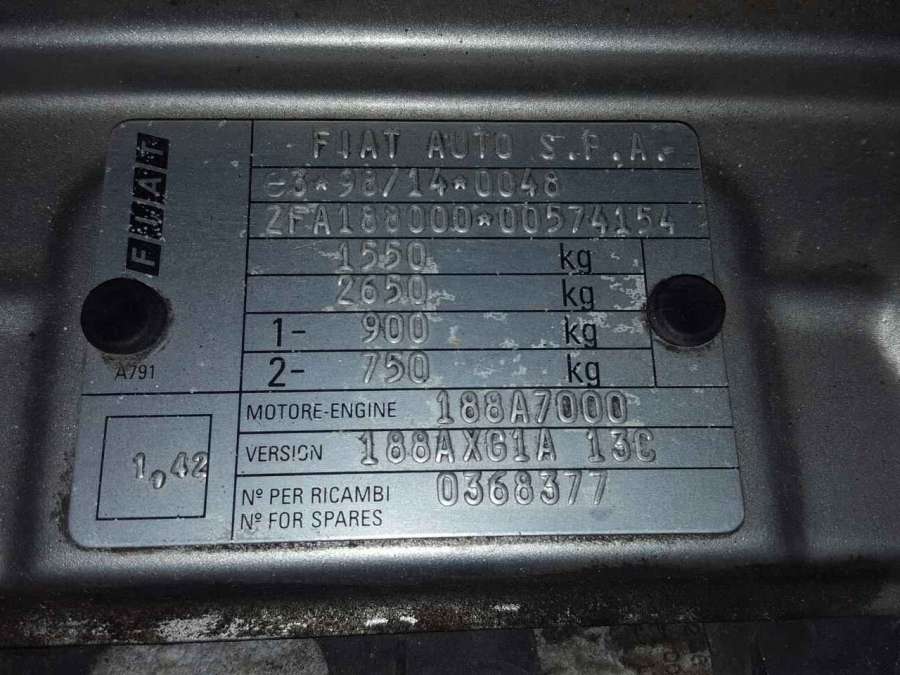 FIAT
FIAT AUTO S.P.A.
e3*98/14*0048
ZFA188000*00574154
1550 kg
2650 kg
1- 900 kg
2- 750 kg
A791
MOTORE-ENGINE 188A7000
VERSION 188AXG1A 13C
1,42
Nº PER RICAMBI 0368377
Nº FOR SPARES